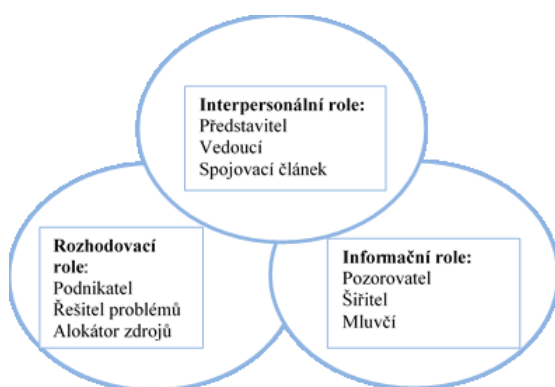 Interpersonální role:
Představitel
Vedoucí
Spojovací článek
Rozhodovací
role:
Podnikatel
Řešitel problémů
Alokátor zdrojů
Informační role:
Pozorovatel
Šiřitel
Mluvčí